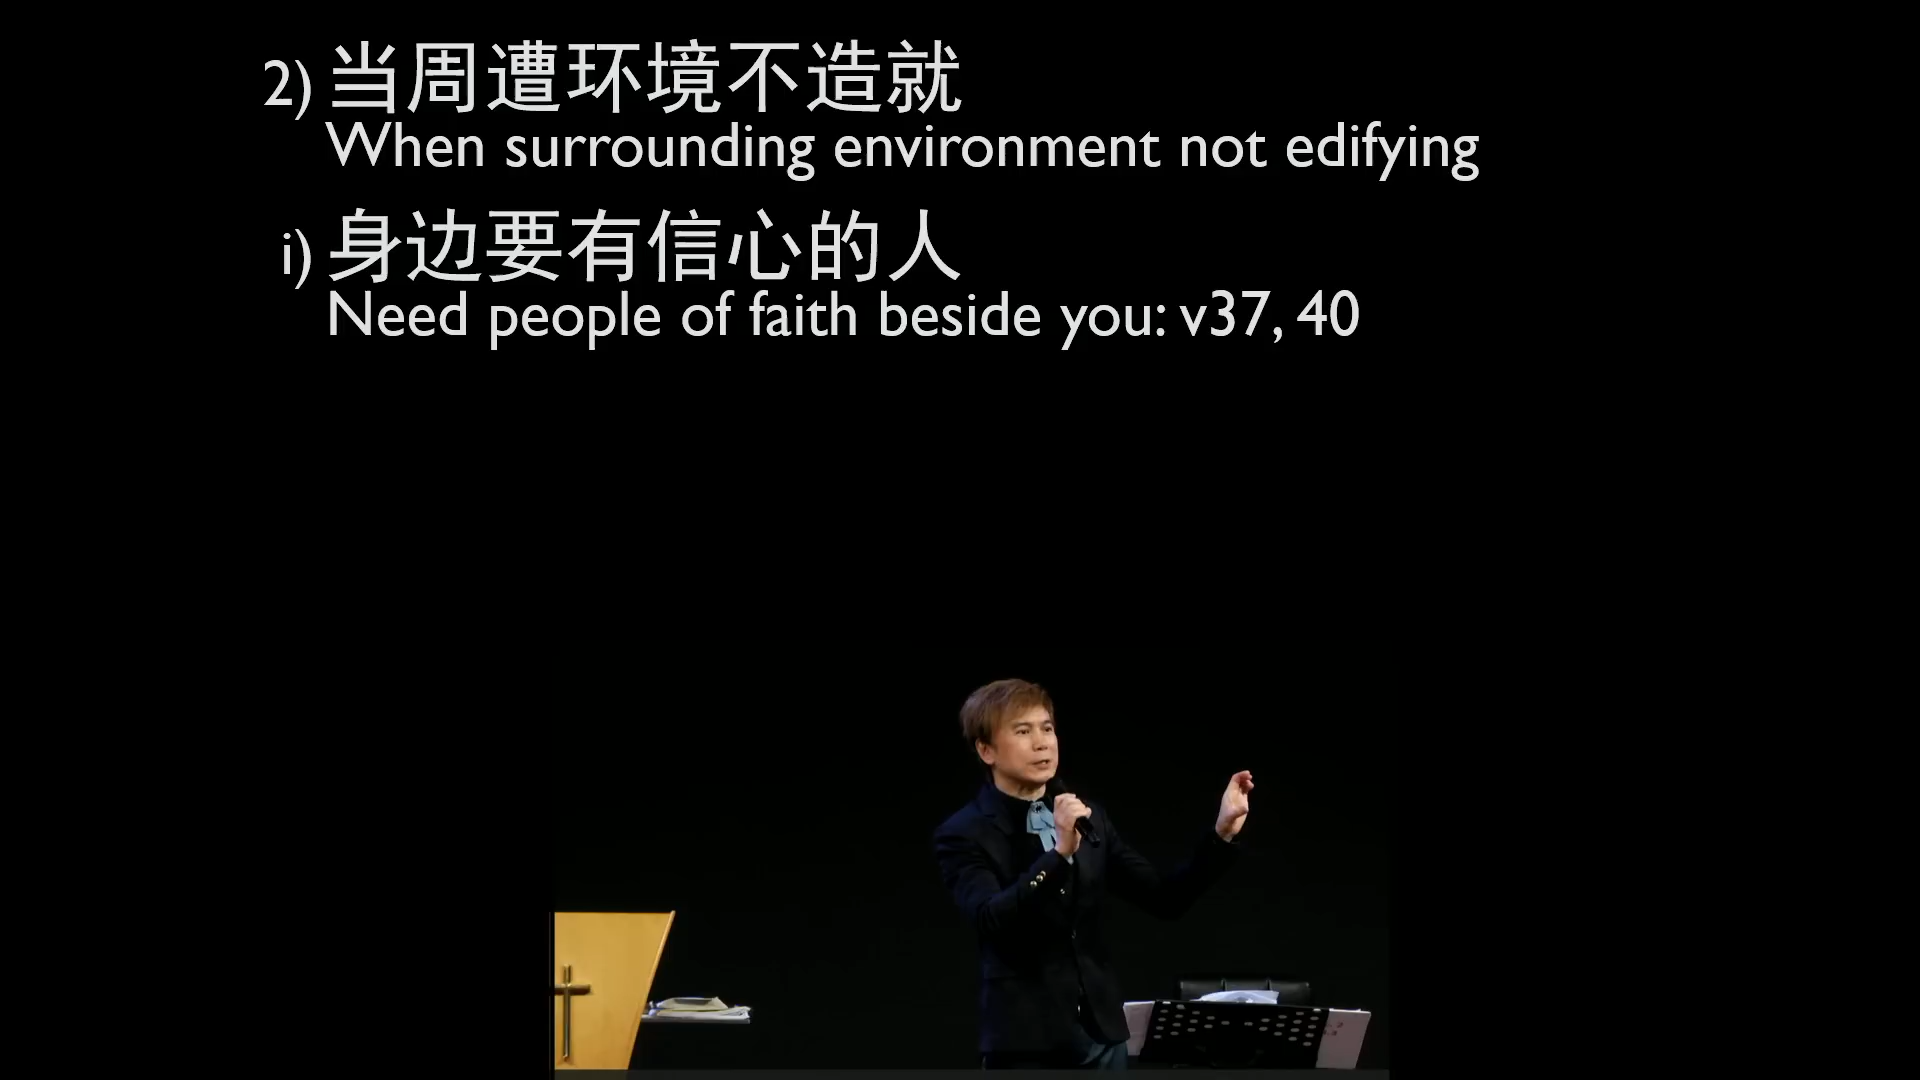 2) 当周遭环境不造就
When surrounding environment not edifying
i) 身边要有信心的人
Need people of faith beside you: v37, 40